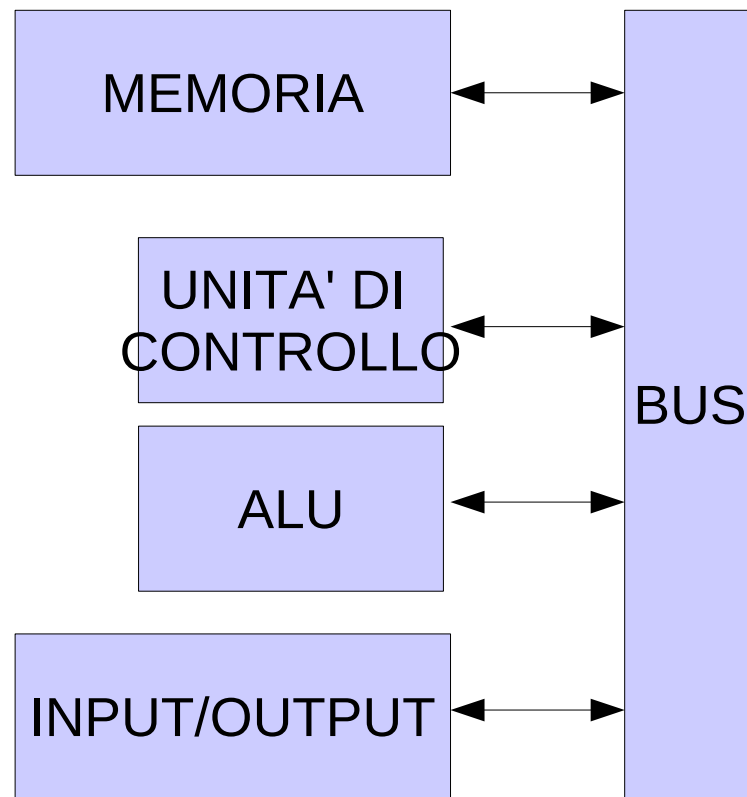 MEMORIA
UNITA' DI
CONTROLLO
BUS
ALU
INPUT/OUTPUT